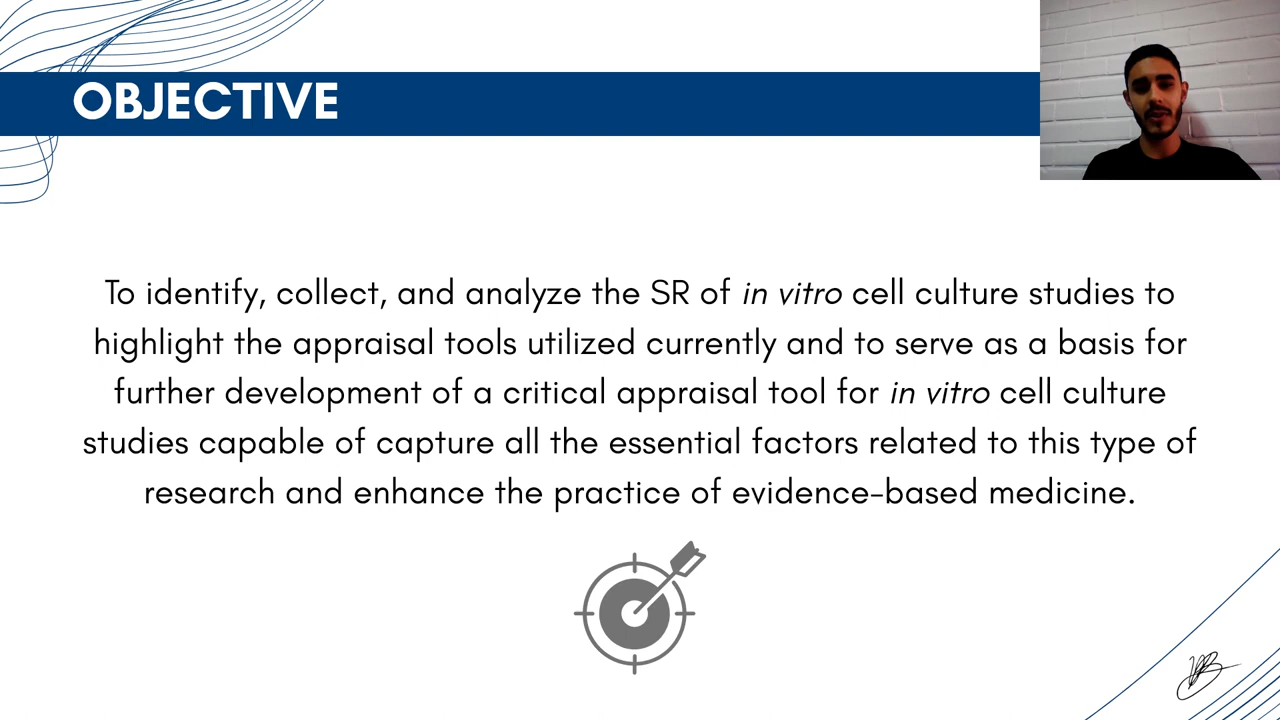 OBJECTIVE
To identify, collect, and analyze the SR of in vitro cell culture studies to
highlight the appraisal tools utilized currently and to serve as a basis for
further development of a critical appraisal tool for in vitro cell culture
studies capable of capture all the essential factors related to this type of
research and enhance the practice of evidence-based medicine.